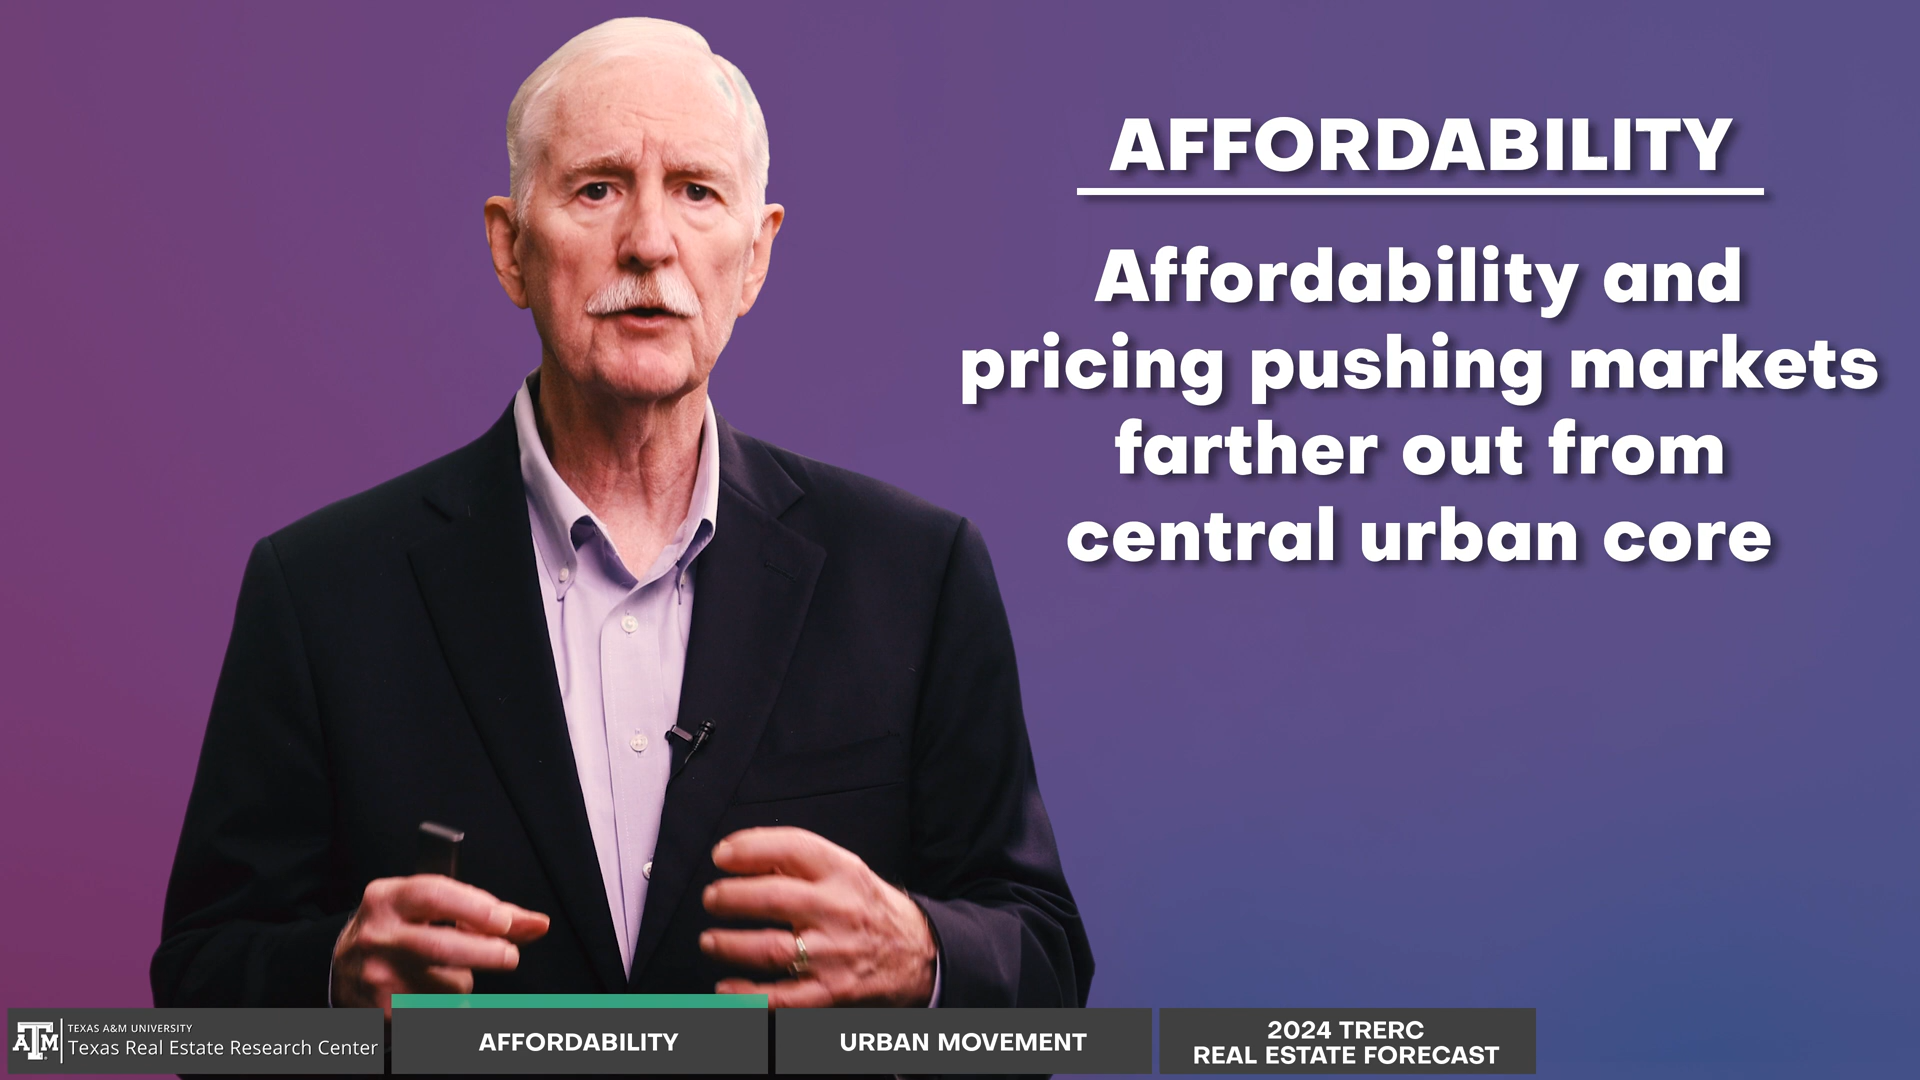 AFFORDABILITY
Affordability and
pricing pushing markets
farther out from
central urban core
ATM
TEXAS A&M UNIVERSITY
Texas Real Estate Research Center
AFFORDABILITY
URBAN MOVEMENT
2024 TRERC
REAL ESTATE FORECAST